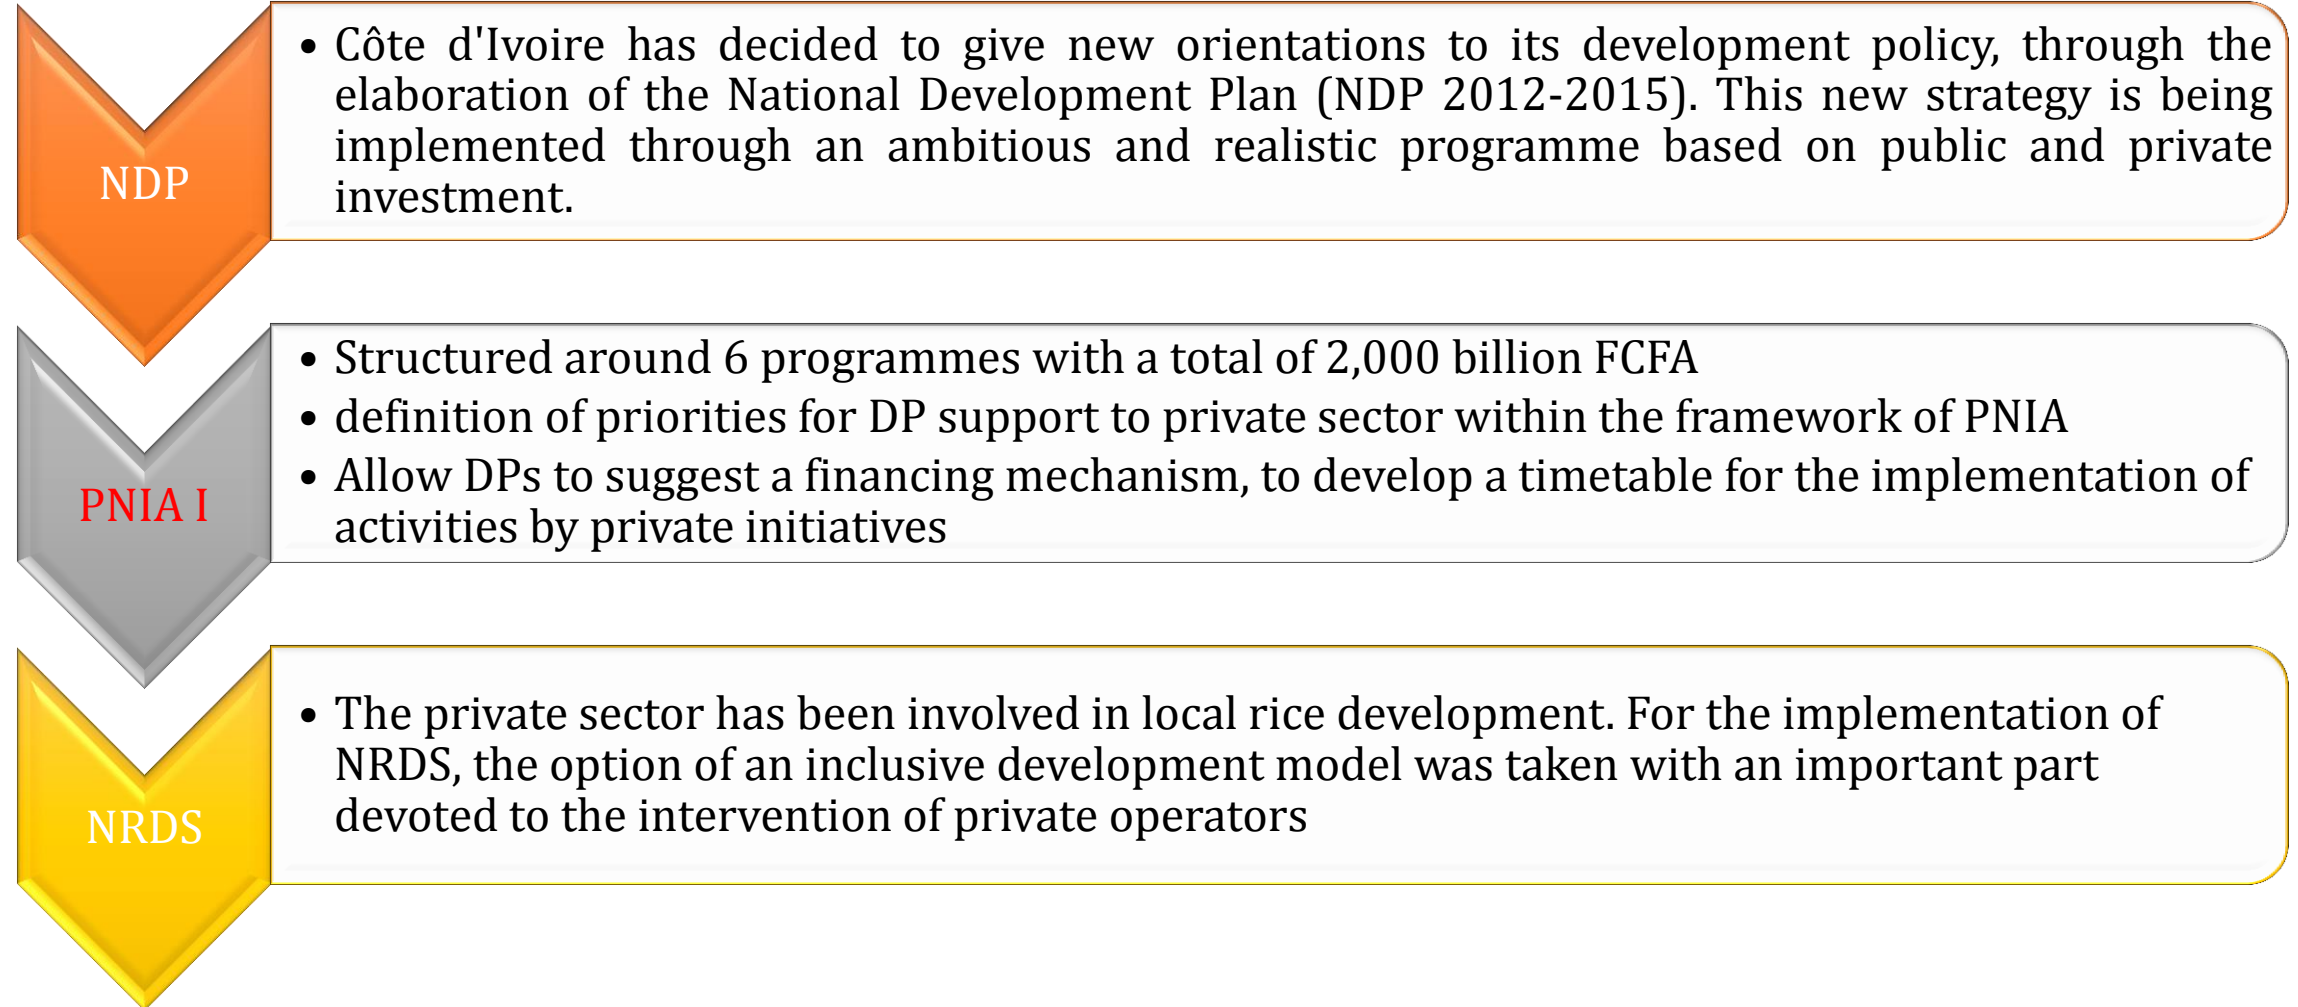 NDP
• Côte d'Ivoire has decided to give new orientations to its development policy, through the
elaboration of the National Development Plan (NDP 2012-2015). This new strategy is being
implemented through an ambitious and realistic programme based on public and private
investment.
PNIA I
• Structured around 6 programmes with a total of 2,000 billion FCFA
• definition of priorities for DP support to private sector within the framework of PNIA
• Allow DPs to suggest a financing mechanism, to develop a timetable for the implementation of
activities by private initiatives
NRDS
• The private sector has been involved in local rice development. For the implementation of
NRDS, the option of an inclusive development model was taken with an important part
devoted to the intervention of private operators